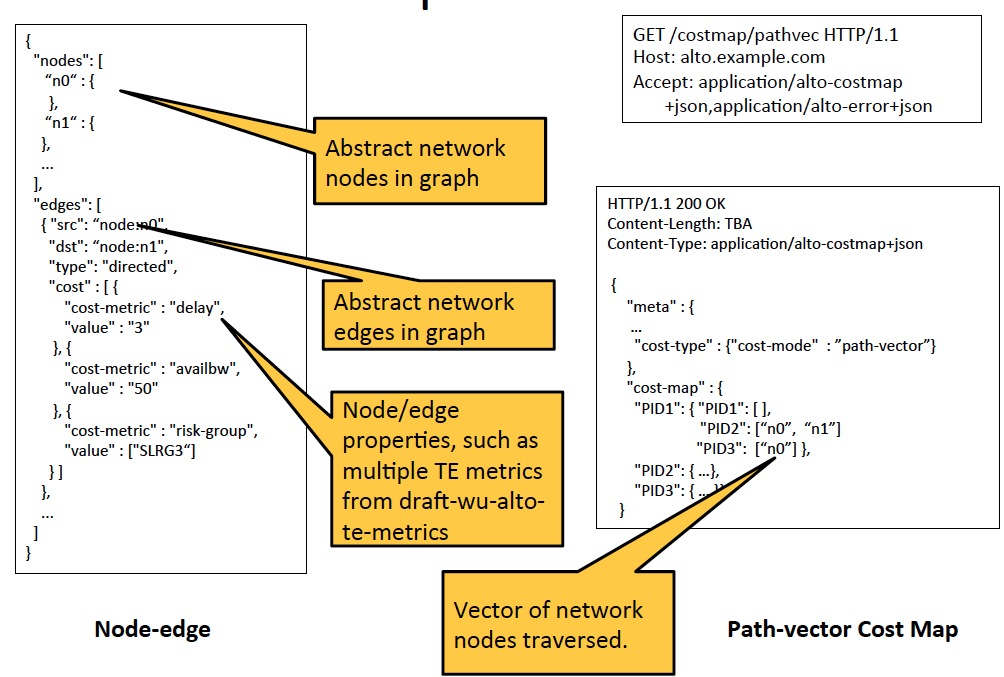 {
"nodes": [
“n0“ : {
},
“n1“ : {
},
...
],
"edges": [
{ "src": “node:n0",
"dst": “node:n1",
"type": "directed",
"cost" : [ {
"cost-metric" : "delay",
"value" : "3"
}, {
"cost-metric" : "availbw",
"value" : "50"
}, {
"cost-metric" : "risk-group",
"value" : ["SLRG3“]
} ]
},
...
]
}
Node-edge
Abstract network
nodes in graph
Abstract network
edges in graph
Node/edge
properties, such as
multiple TE metrics
from draft-wu-alto-
te-metrics
GET /costmap/pathvec HTTP/1.1
Host: alto.example.com
Accept: application/alto-costmap
+json,application/alto-error+json
HTTP/1.1 200 OK
Content-Length: TBA
Content-Type: application/alto-costmap+json
{
"meta" : {
...
"cost-type" : {"cost-mode" : ”path-vector”}
},
"cost-map" : {
"PID1": { "PID1": [ ],
"PID2": [“n0”, “n1”]
"PID3": [“n0”] },
"PID2": { ...},
"PID3": { ...}}
}
Vector of network
nodes traversed.
Path-vector Cost Map